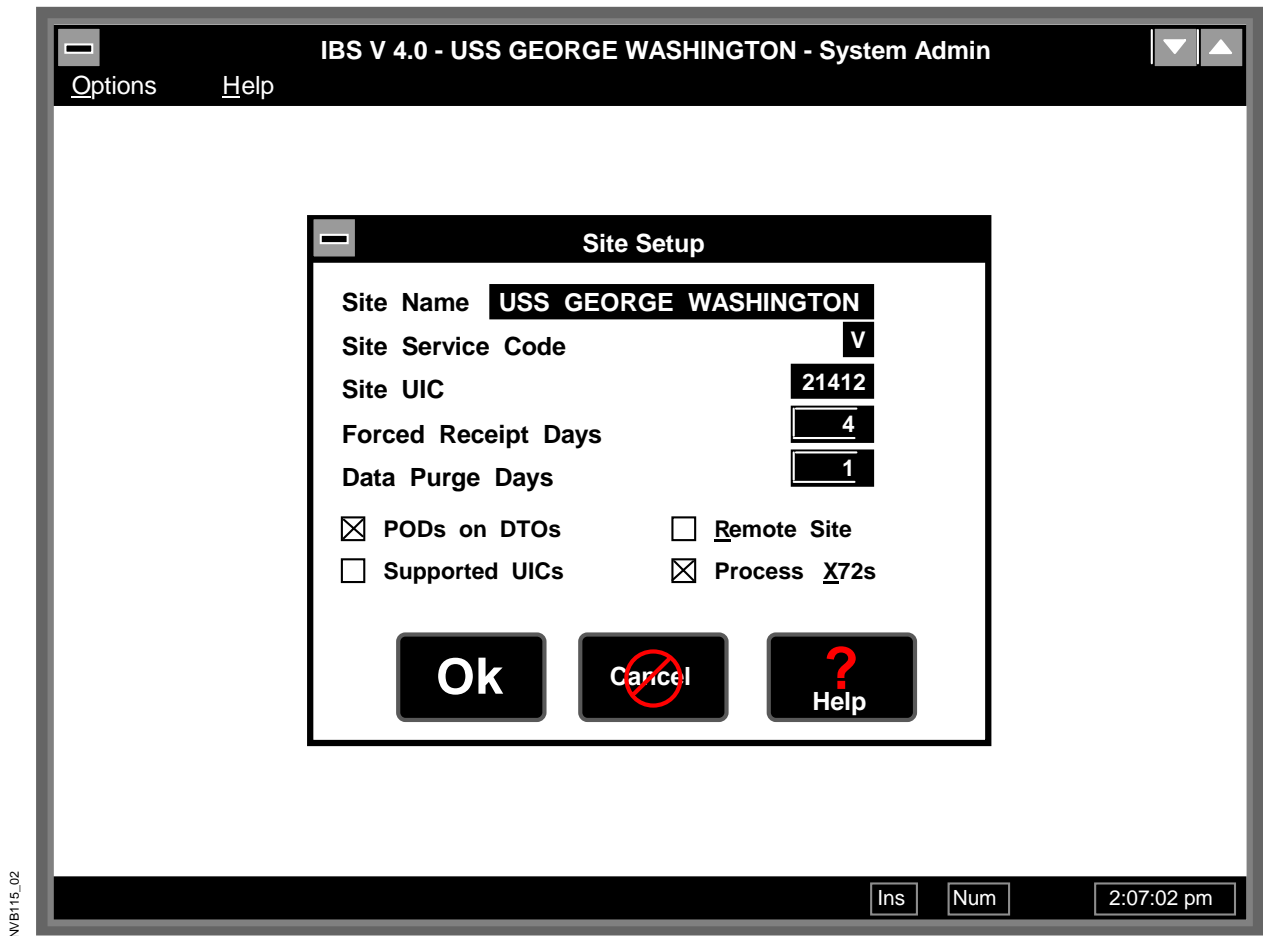 IBS V 4.0 - USS GEORGE WASHINGTON - System Admin
Options Help
Site Setup
Site Name USS GEORGE WASHINGTON
Site Service Code V
Site UIC 21412
Forced Receipt Days 4
Data Purge Days 1
PODs on DTOs Remote Site
Supported UICs Process X72s
Ok Cancel ? Help
Ins Num 2:07:02 pm
NVB115_02